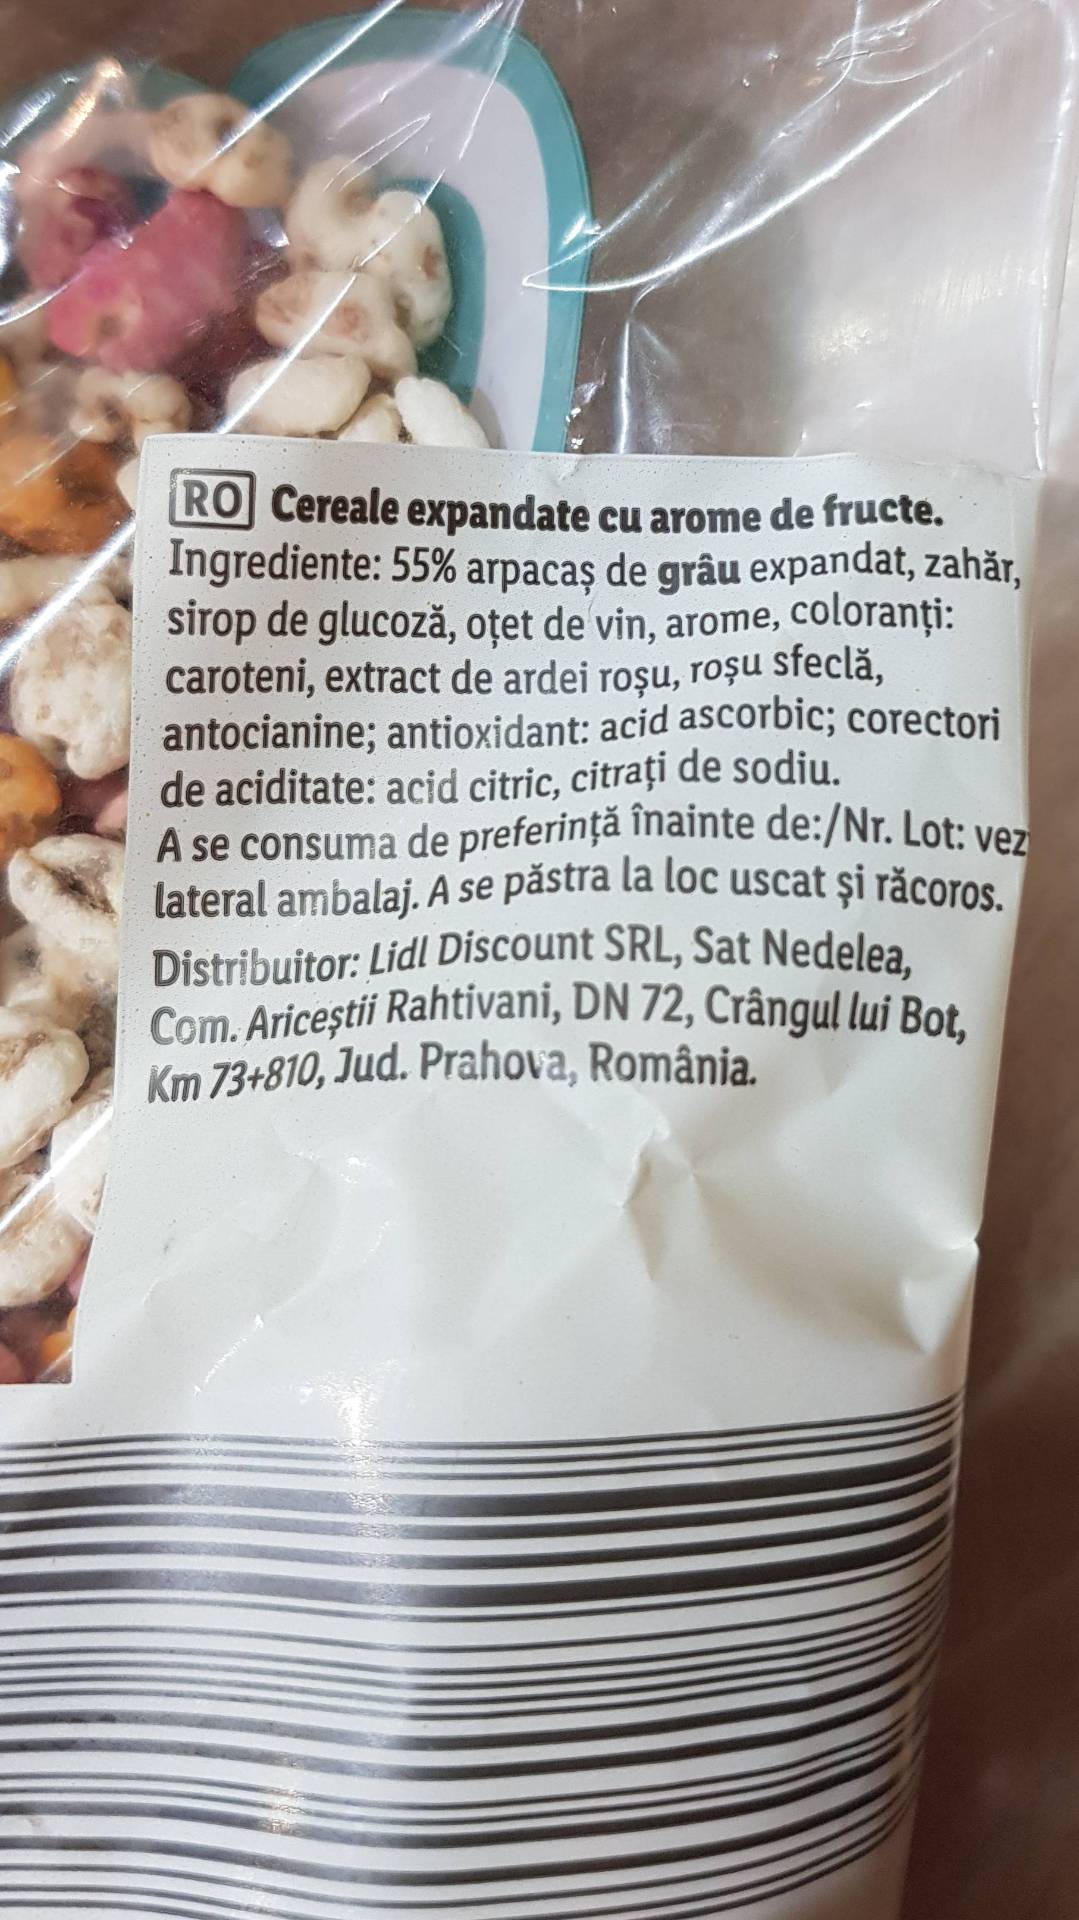 RO Cereale expandate cu arome de fructe.
Ingrediente: 55% arpacaș de grâu expandat, zahăr,
sirop de glucoză, oțet de vin, arome, coloranți:
caroteni, extract de ardei roșu, roșu sfeclă,
antocianine; antioxidant: acid ascorbic; corectori
de aciditate: acid citric, citrați de sodiu.
A se consuma de preferință înainte de:/Nr. Lot: vezi
lateral ambalaj. A se păstra la loc uscat și răcoros.
Distribuitor: Lidl Discount SRL, Sat Nedelea,
Com. Ariceștii Rahtivani, DN 72, Crângul lui Bot,
Km 73+810, Jud. Prahova, România.